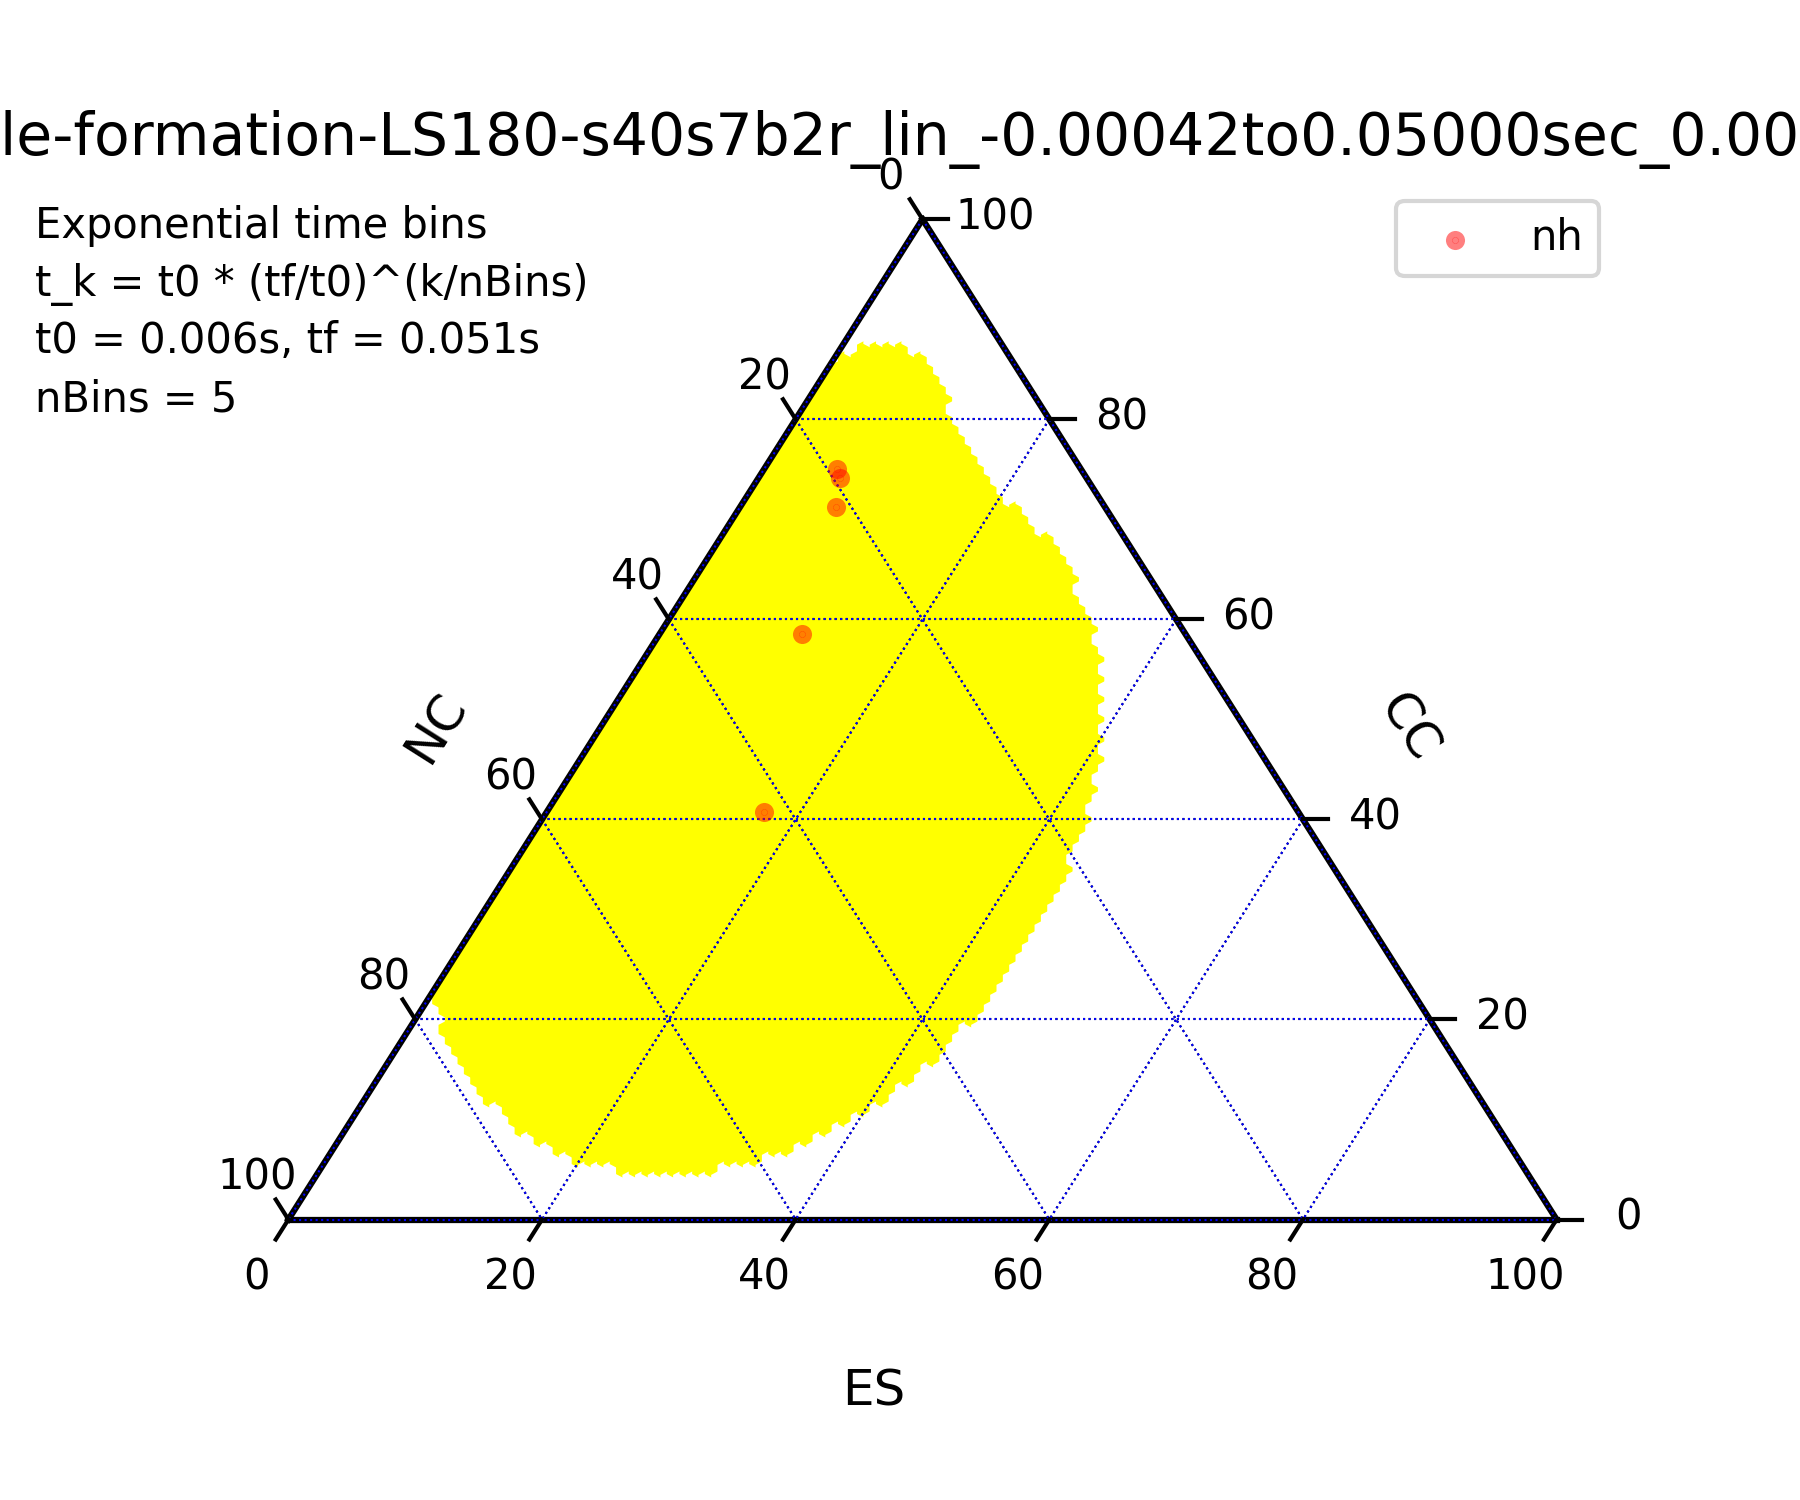 le-formation-LS180-s40s7b2r_lin_-0.00042to0.05000sec_0.00
Exponential time bins
t_k = t0 * (tf/t0)^(k/nBins)
t0 = 0.006s, tf = 0.051s
nBins = 5
nh
0
100
20
80
40
60
NC
CC
60
40
80
20
100
0
0
20
40
60
80
100
ES